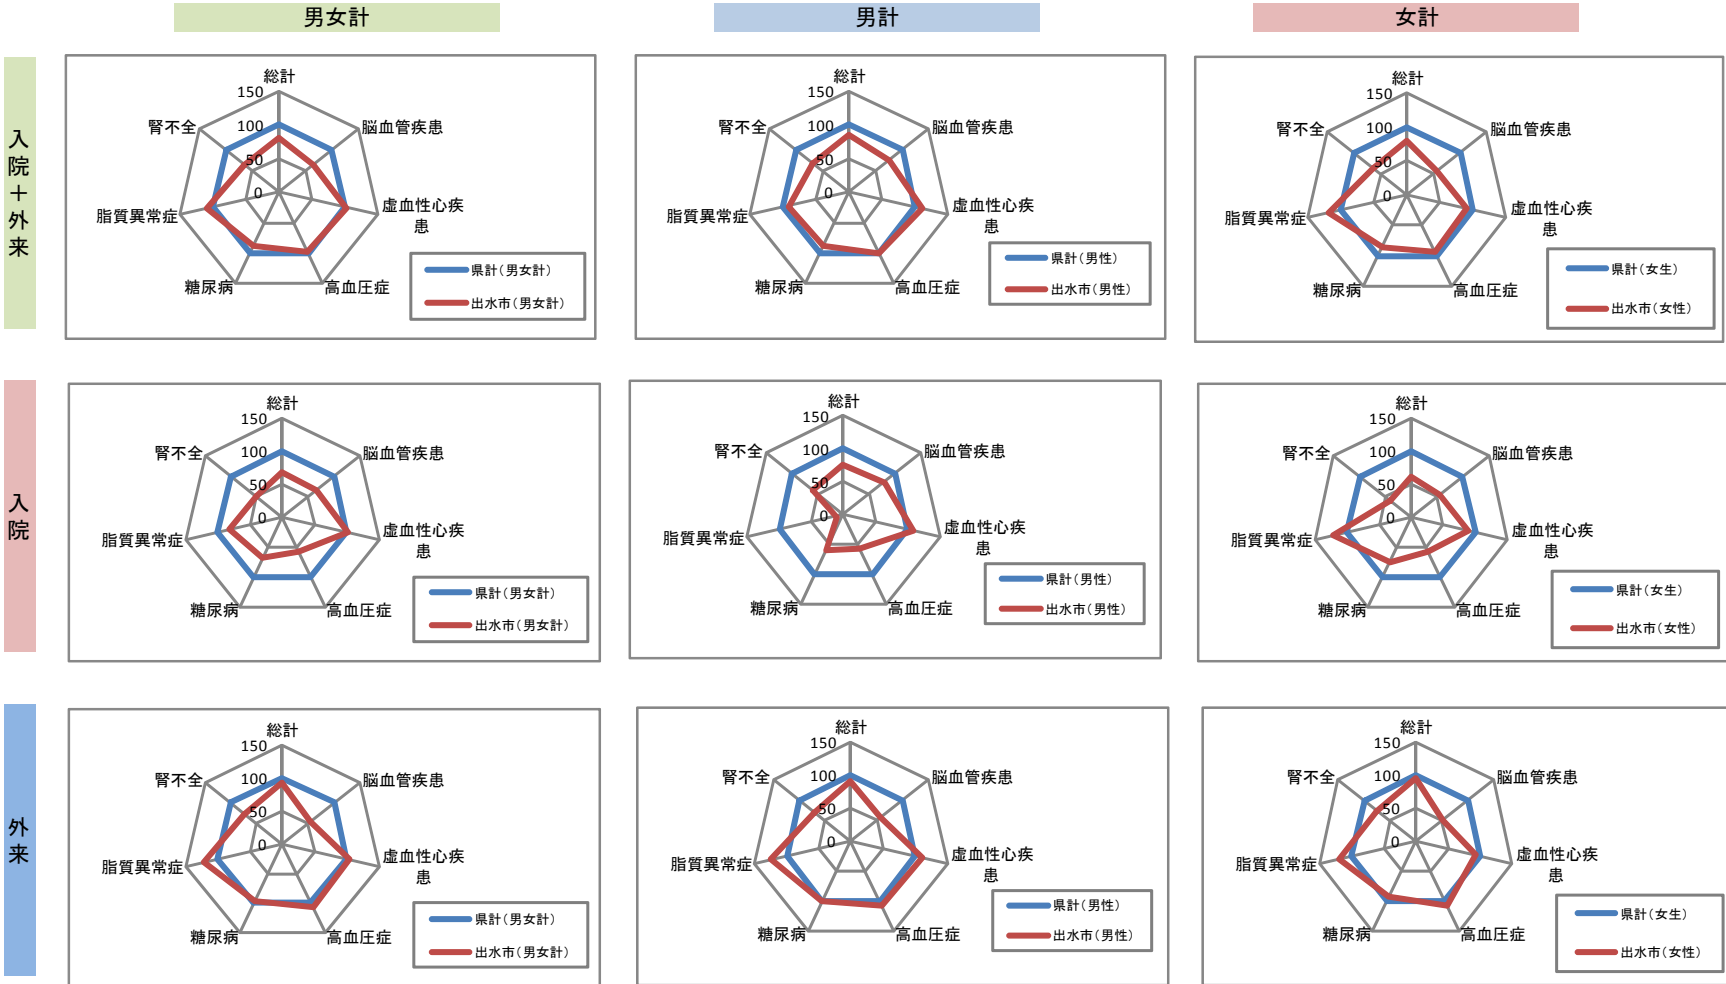 男女計
男計
女計
入院＋外来
総計
150
100
50
0
脳血管疾患
虚血性心疾
患
高血圧症
糖尿病
脂質異常症
腎不全
県計（男女計）
出水市（男女計）
総計
150
100
50
0
脳血管疾患
虚血性心疾
患
高血圧症
糖尿病
脂質異常症
腎不全
県計（男性）
出水市（男性）
総計
150
100
50
0
脳血管疾患
虚血性心疾
患
高血圧症
糖尿病
脂質異常症
腎不全
県計（女生）
出水市（女性）
入院
総計
150
100
50
0
脳血管疾患
虚血性心疾
患
高血圧症
糖尿病
脂質異常症
腎不全
県計（男女計）
出水市（男女計）
総計
150
100
50
0
脳血管疾患
虚血性心疾
患
高血圧症
糖尿病
脂質異常症
腎不全
県計（男性）
出水市（男性）
総計
150
100
50
0
脳血管疾患
虚血性心疾
患
高血圧症
糖尿病
脂質異常症
腎不全
県計（女生）
出水市（女性）
外来
総計
150
100
50
0
脳血管疾患
虚血性心疾
患
高血圧症
糖尿病
脂質異常症
腎不全
県計（男女計）
出水市（男女計）
総計
150
100
50
0
脳血管疾患
虚血性心疾
患
高血圧症
糖尿病
脂質異常症
腎不全
県計（男性）
出水市（男性）
総計
150
100
50
0
脳血管疾患
虚血性心疾
患
高血圧症
糖尿病
脂質異常症
腎不全
県計（女生）
出水市（女性）